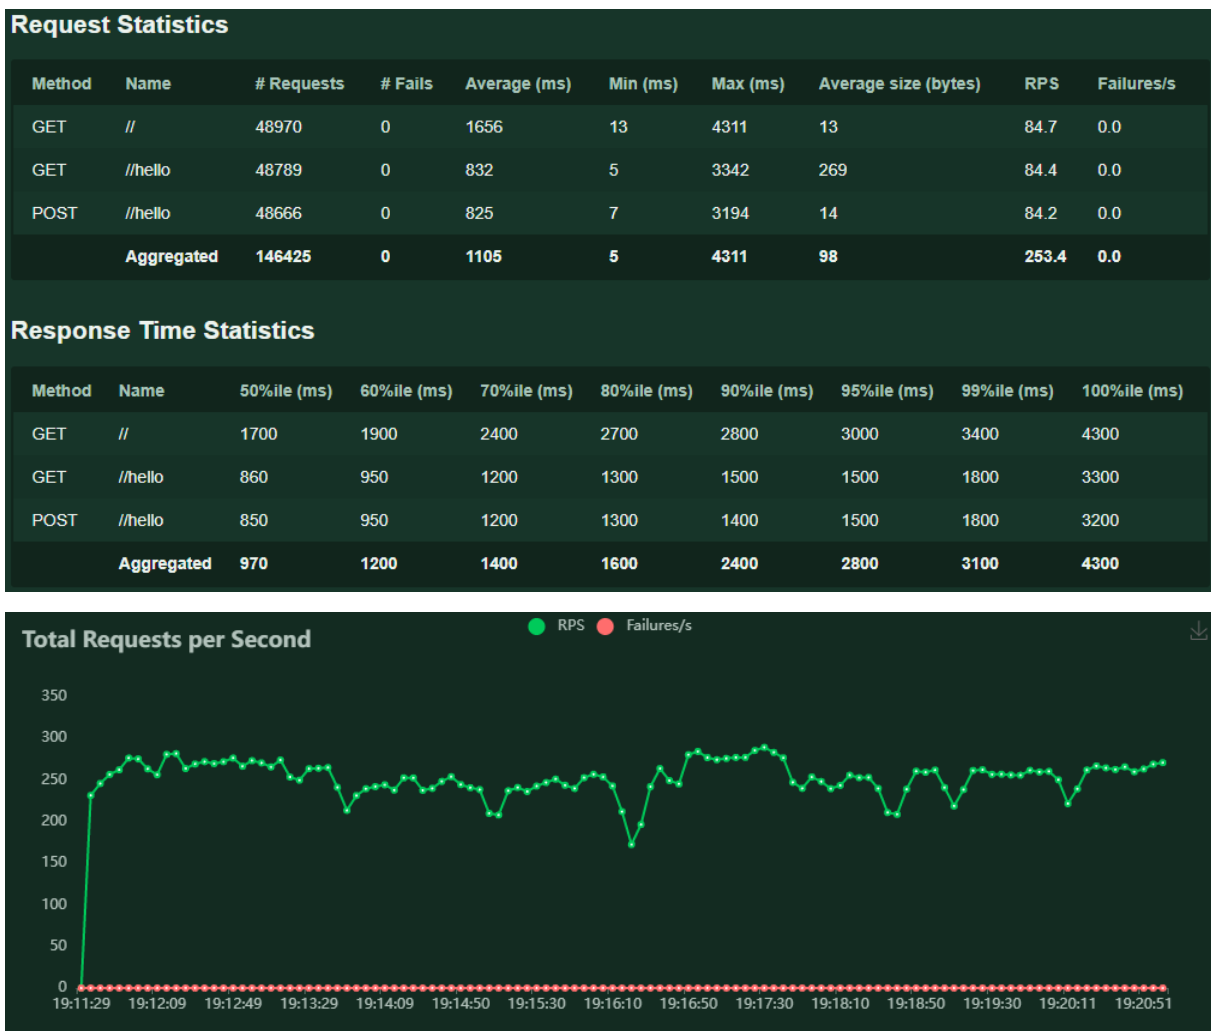 Request Statistics
Method Name # Requests # Fails Average (ms) Min (ms) Max (ms) Average size (bytes) RPS Failures/s
GET // 48970 0 1656 13 4311 13 84.7 0.0
GET //hello 48789 0 832 5 3342 269 84.4 0.0
POST //hello 48666 0 825 7 3194 14 84.2 0.0
Aggregated 146425 0 1105 5 4311 98 253.4 0.0
Response Time Statistics
Method Name 50%ile (ms) 60%ile (ms) 70%ile (ms) 80%ile (ms) 90%ile (ms) 95%ile (ms) 99%ile (ms) 100%ile (ms)
GET // 1700 1900 2400 2700 2800 3000 3400 4300
GET //hello 860 950 1200 1300 1500 1500 1800 3300
POST //hello 850 950 1200 1300 1400 1500 1800 3200
Aggregated 970 1200 1400 1600 2400 2800 3100 4300
Total Requests per Second
RPS Failures/s
350
300
250
200
150
100
50
0
19:11:29 19:12:09 19:12:49 19:13:29 19:14:09 19:14:50 19:15:30 19:16:10 19:16:50 19:17:30 19:18:10 19:18:50 19:19:30 19:20:11 19:20:51